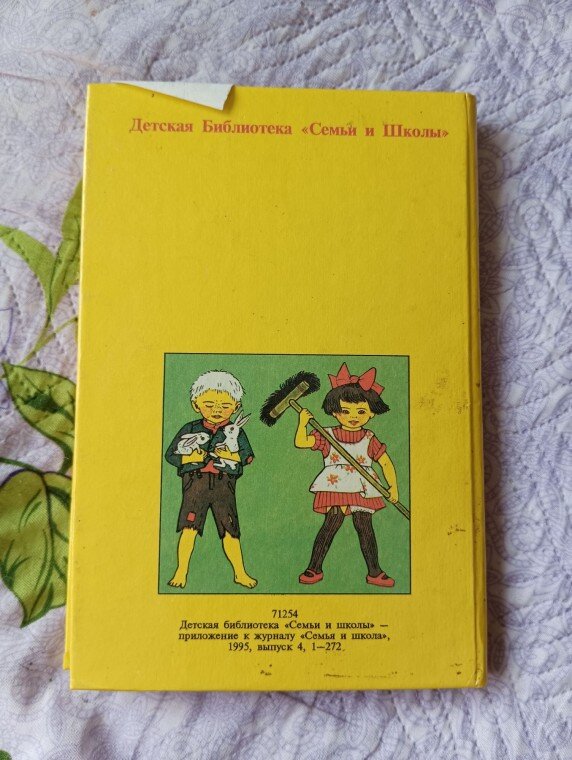 Детская Библиотека «Семьи и Школы»
71254
Детская библиотека «Семьи и школы» —
приложение к журналу «Семья и школа»,
1995, выпуск 4, 1—272